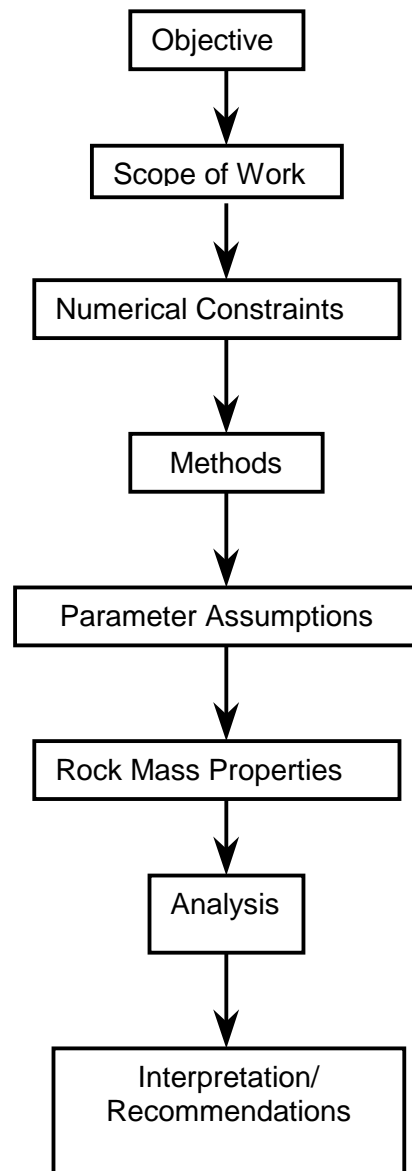 Objective
Scope of Work
Numerical Constraints
Methods
Parameter Assumptions
Rock Mass Properties
Analysis
Interpretation/
Recommendations